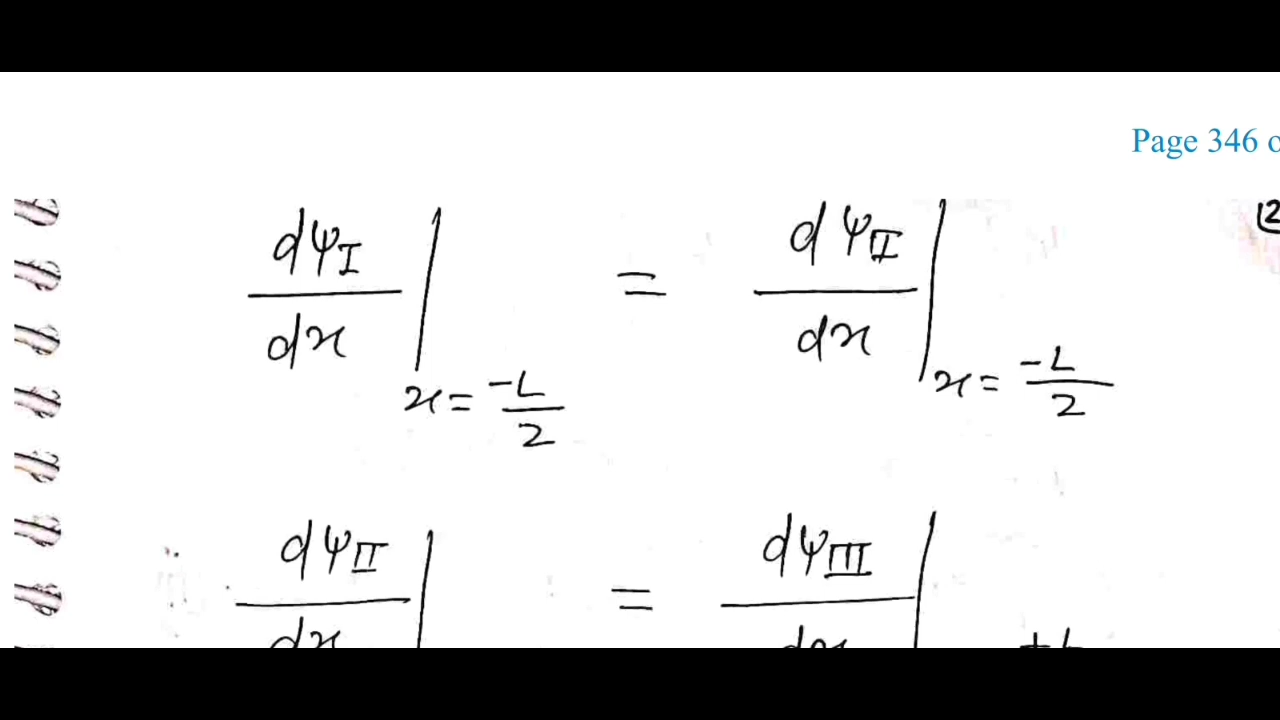 Page 346 o
dψ_I/dx |_{x = -L/2} = dψ_II/dx |_{x = -L/2}
dψ_II/dx | = dψ_III/dx | +L